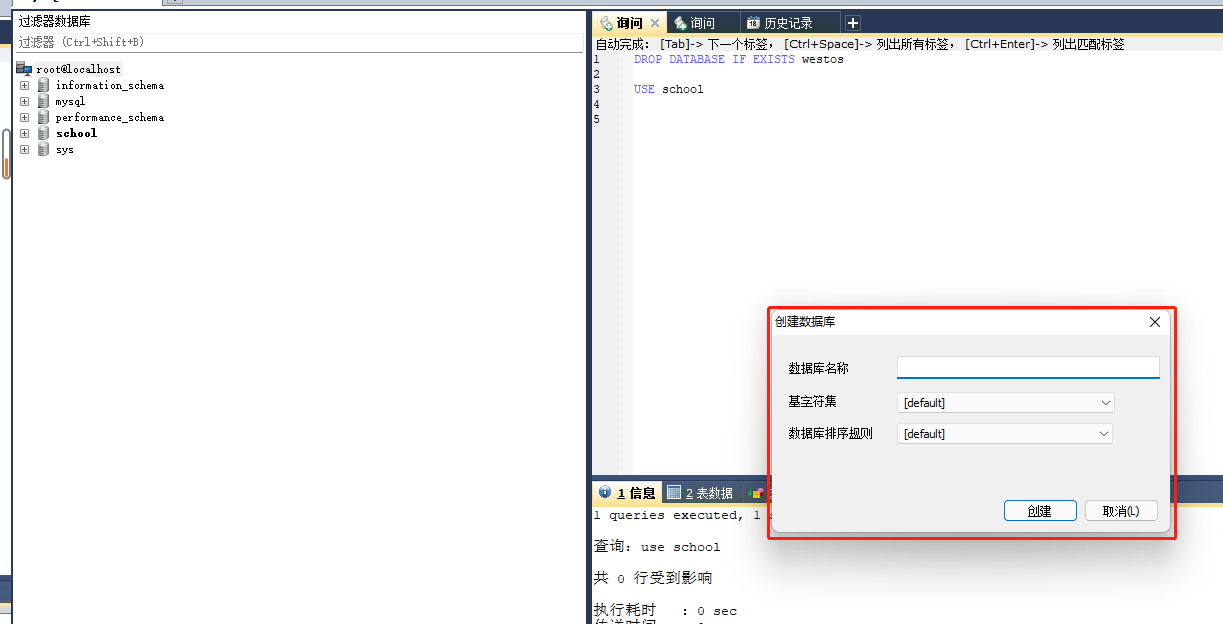 过滤器数据库
过滤器 (Ctrl+Shift+B)
root@localhost
information_schema
mysql
performance_schema
school
sys
询问
询问
历史记录
自动完成: [Tab]-> 下一个标签, [Ctrl+Space]-> 列出所有标签, [Ctrl+Enter]-> 列出匹配标签
1 DROP DATABASE IF EXISTS westos
2
3 USE school
4
5
创建数据库
数据库名称
基字符集 [default]
数据库排序规则 [default]
创建 取消(L)
1 信息 2 表数据
1 queries executed, 1
查询: use school
共 0 行受到影响
执行耗时 : 0 sec